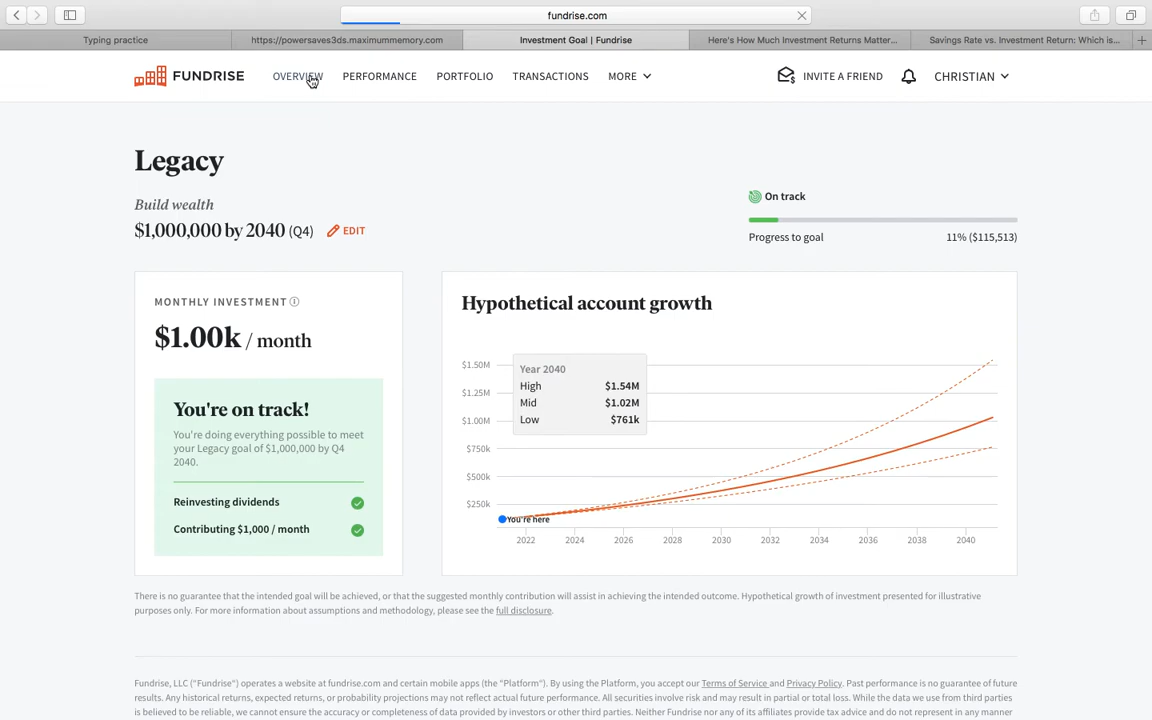 fundrise.com
Typing practice
https://powersaves3ds.maximummemory.com
Investment Goal | Fundrise
Here's How Much Investment Returns Matter...
Savings Rate vs. Investment Return: Which is...
FUNDRISE
OVERVIEW
PERFORMANCE
PORTFOLIO
TRANSACTIONS
MORE
INVITE A FRIEND
CHRISTIAN
Legacy
Build wealth
$1,000,000 by 2040 (Q4)
EDIT
On track
Progress to goal
11% ($115,513)
MONTHLY INVESTMENT
$1.00k / month
You're on track!
You're doing everything possible to meet
your Legacy goal of $1,000,000 by Q4
2040.
Reinvesting dividends
Contributing $1,000 / month
Hypothetical account growth
Year 2040
High $1.54M
Mid $1.02M
Low $761k
$1.50M
$1.25M
$1.00M
$750k
$500k
$250k
You're here
2022 2024 2026 2028 2030 2032 2034 2036 2038 2040
There is no guarantee that the intended goal will be achieved, or that the suggested monthly contribution will assist in achieving the intended outcome. Hypothetical growth of investment presented for illustrative
purposes only. For more information about assumptions and methodology, please see the full disclosure.
Fundrise, LLC ("Fundrise") operates a website at fundrise.com and certain mobile apps (the "Platform"). By using the Platform, you accept our Terms of Service and Privacy Policy. Past performance is no guarantee of future
results. Any historical returns, expected returns, or probability projections may not reflect actual future performance. All securities involve risk and may result in partial or total loss. While the data we use from third parties
is believed to be reliable, we cannot ensure the accuracy or completeness of data provided by investors or other third parties. Neither Fundrise nor any of its affiliates provide tax advice and do not represent in any manner